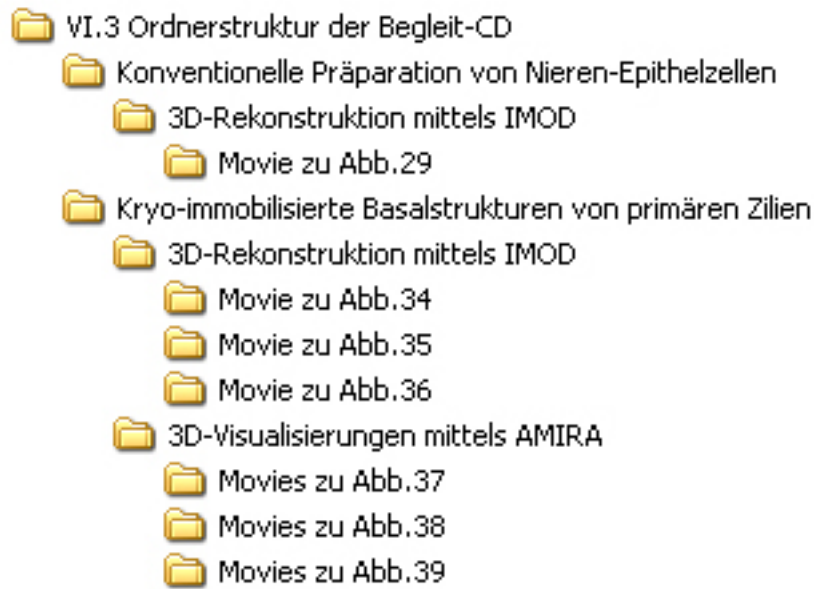 VI.3 Ordnerstruktur der Begleit-CD
Konventionelle Präparation von Nieren-Epithelzellen
3D-Rekonstruktion mittels IMOD
Movie zu Abb.29
Kryo-immobilisierte Basalstrukturen von primären Zilien
3D-Rekonstruktion mittels IMOD
Movie zu Abb.34
Movie zu Abb.35
Movie zu Abb.36
3D-Visualisierungen mittels AMIRA
Movies zu Abb.37
Movies zu Abb.38
Movies zu Abb.39